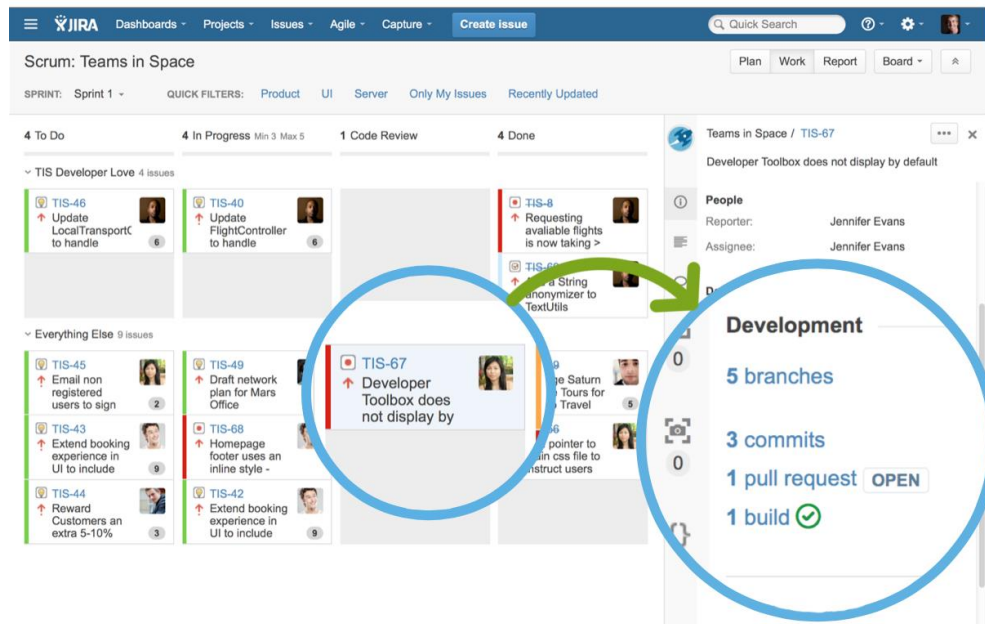 JIRA Dashboards Projects Issues Agile Capture Create issue Quick Search
Scrum: Teams in Space
Plan Work Report Board
SPRINT: Sprint 1 QUICK FILTERS: Product UI Server Only My Issues Recently Updated
4 To Do
4 In Progress Min 3 Max 5
1 Code Review
4 Done
TIS Developer Love 4 issues
TIS-46
Update
LocalTransportC
to handle
6
TIS-40
Update
FlightController
to handle
6
TIS-8
Requesting
avaliable flights
is now taking >
a String
anonymizer to
TextUtils
Everything Else 9 issues
TIS-45
Email non
registered
users to sign
2
TIS-49
Draft network
plan for Mars
Office
TIS-67
Developer
Toolbox does
not display by
Saturn
Tours for
Travel
5
TIS-43
Extend booking
experience in
UI to include
9
TIS-68
Homepage
footer uses an
inline style -
pointer to
css file to
users
TIS-44
Reward
Customers an
extra 5-10%
3
TIS-42
Extend booking
experience in
UI to include
9
Teams in Space / TIS-67
Developer Toolbox does not display by default
People
Reporter: Jennifer Evans
Assignee: Jennifer Evans
0
0
Development
5 branches
3 commits
1 pull request OPEN
1 build